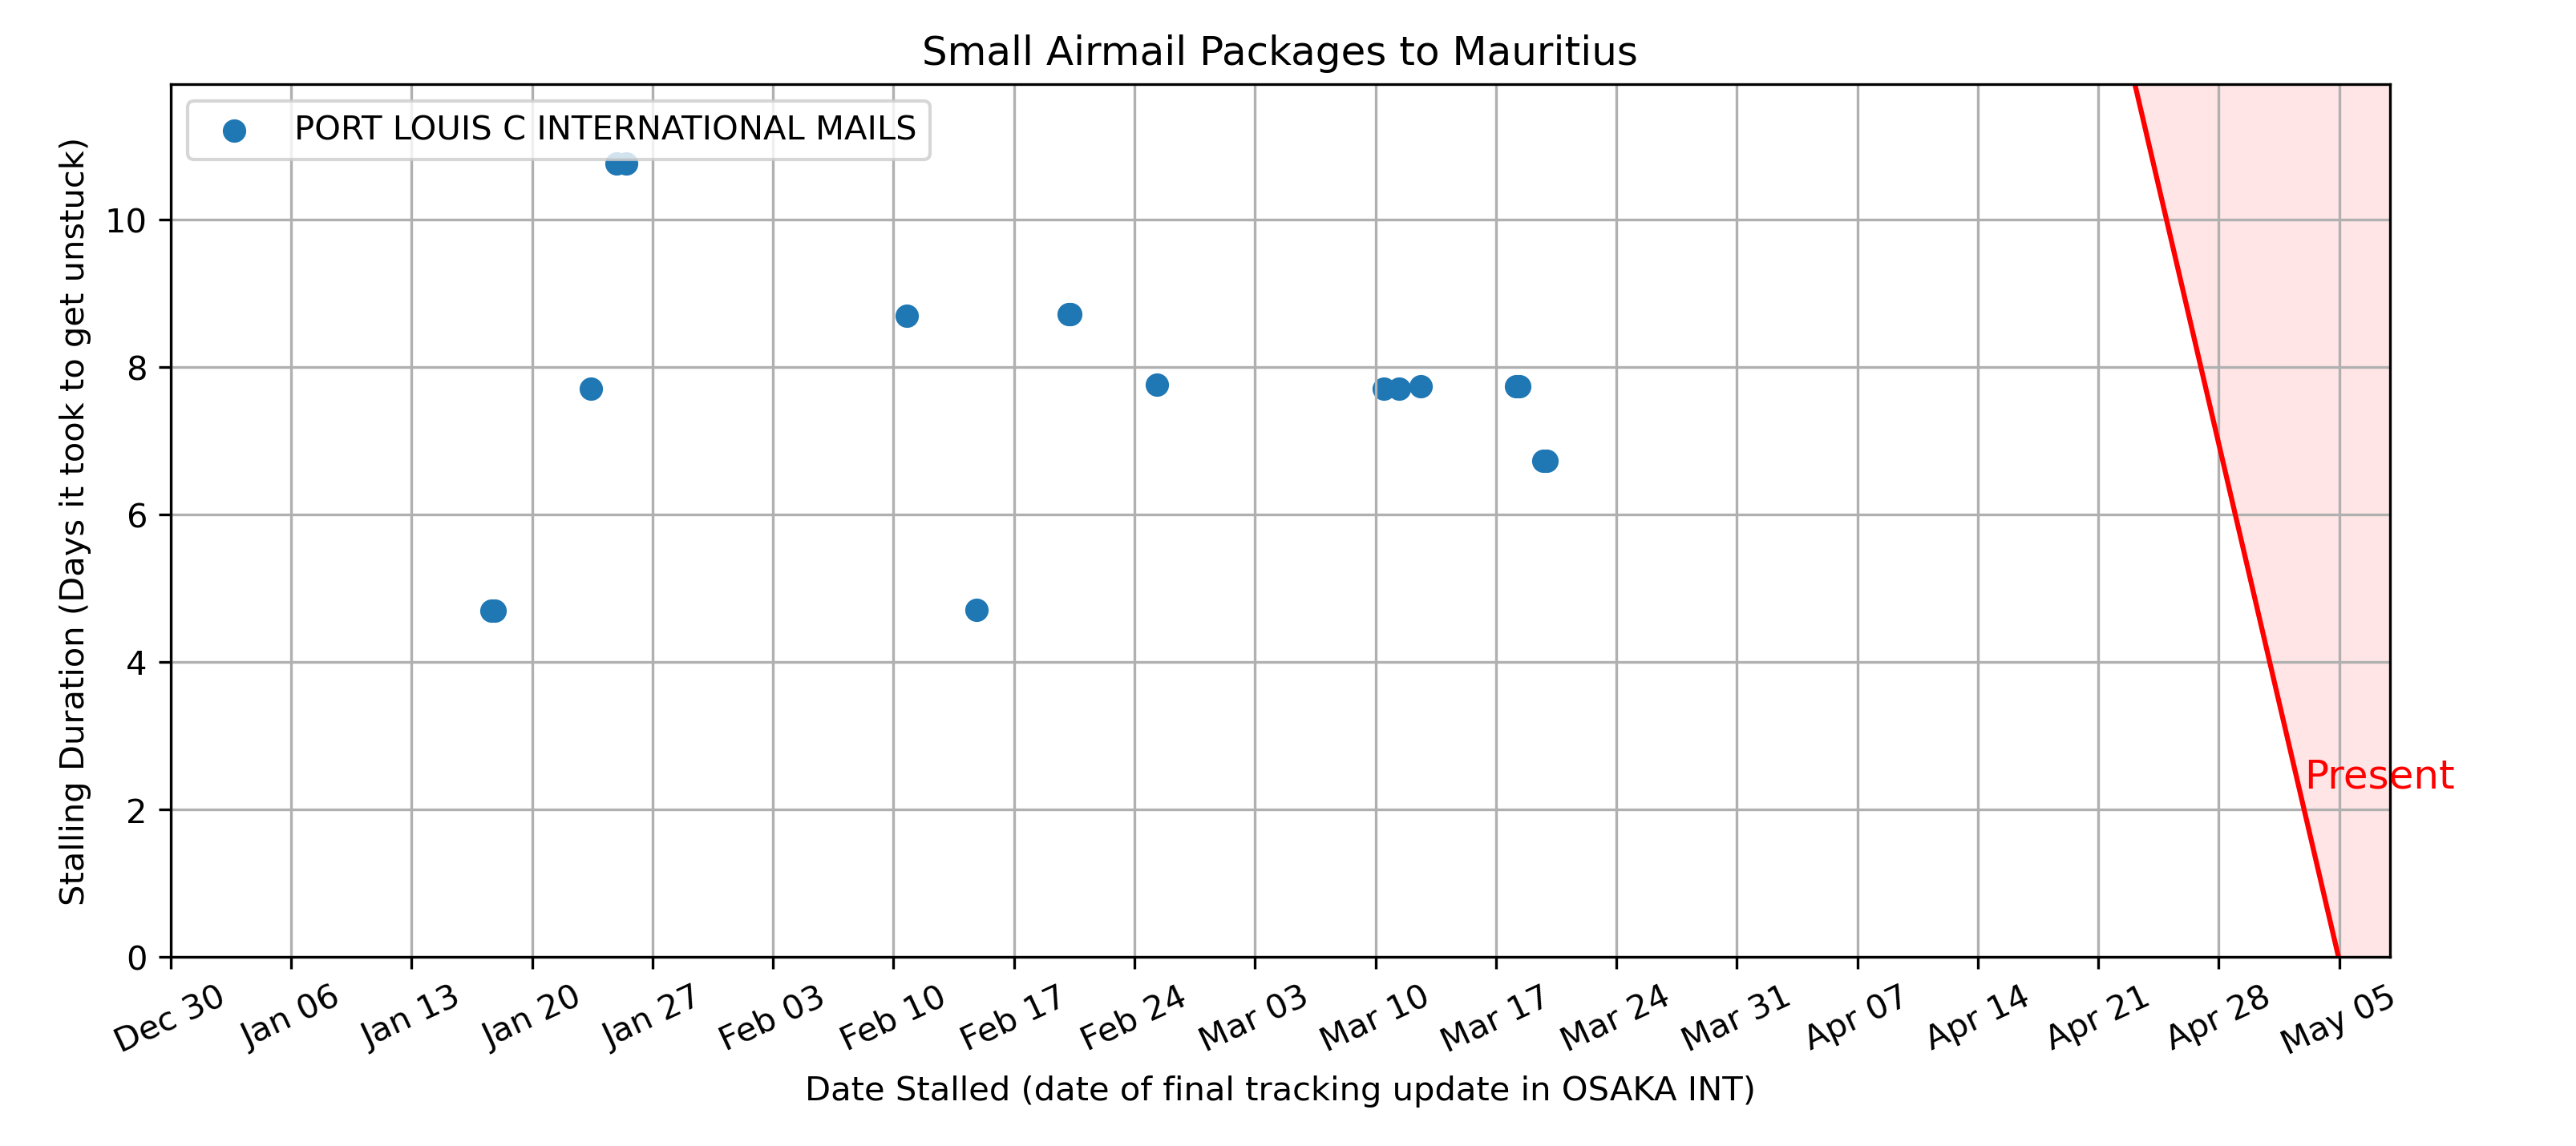 Small Airmail Packages to Mauritius
PORT LOUIS C INTERNATIONAL MAILS
Stalling Duration (Days it took to get unstuck)
10
8
6
4
2
0
Present
Dec 30
Jan 06
Jan 13
Jan 20
Jan 27
Feb 03
Feb 10
Feb 17
Feb 24
Mar 03
Mar 10
Mar 17
Mar 24
Mar 31
Apr 07
Apr 14
Apr 21
Apr 28
May 05
Date Stalled (date of final tracking update in OSAKA INT)